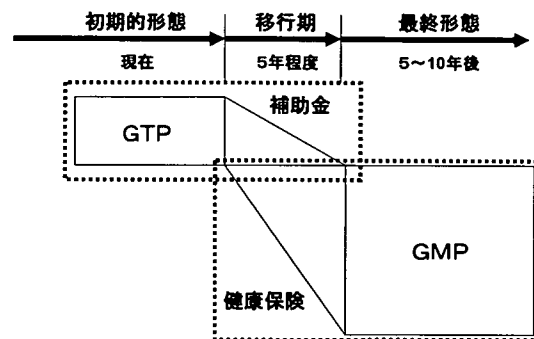 初期的形態 移行期 最終形態
現在 5年程度 5～10年後
補助金
GTP
GMP
健康保険